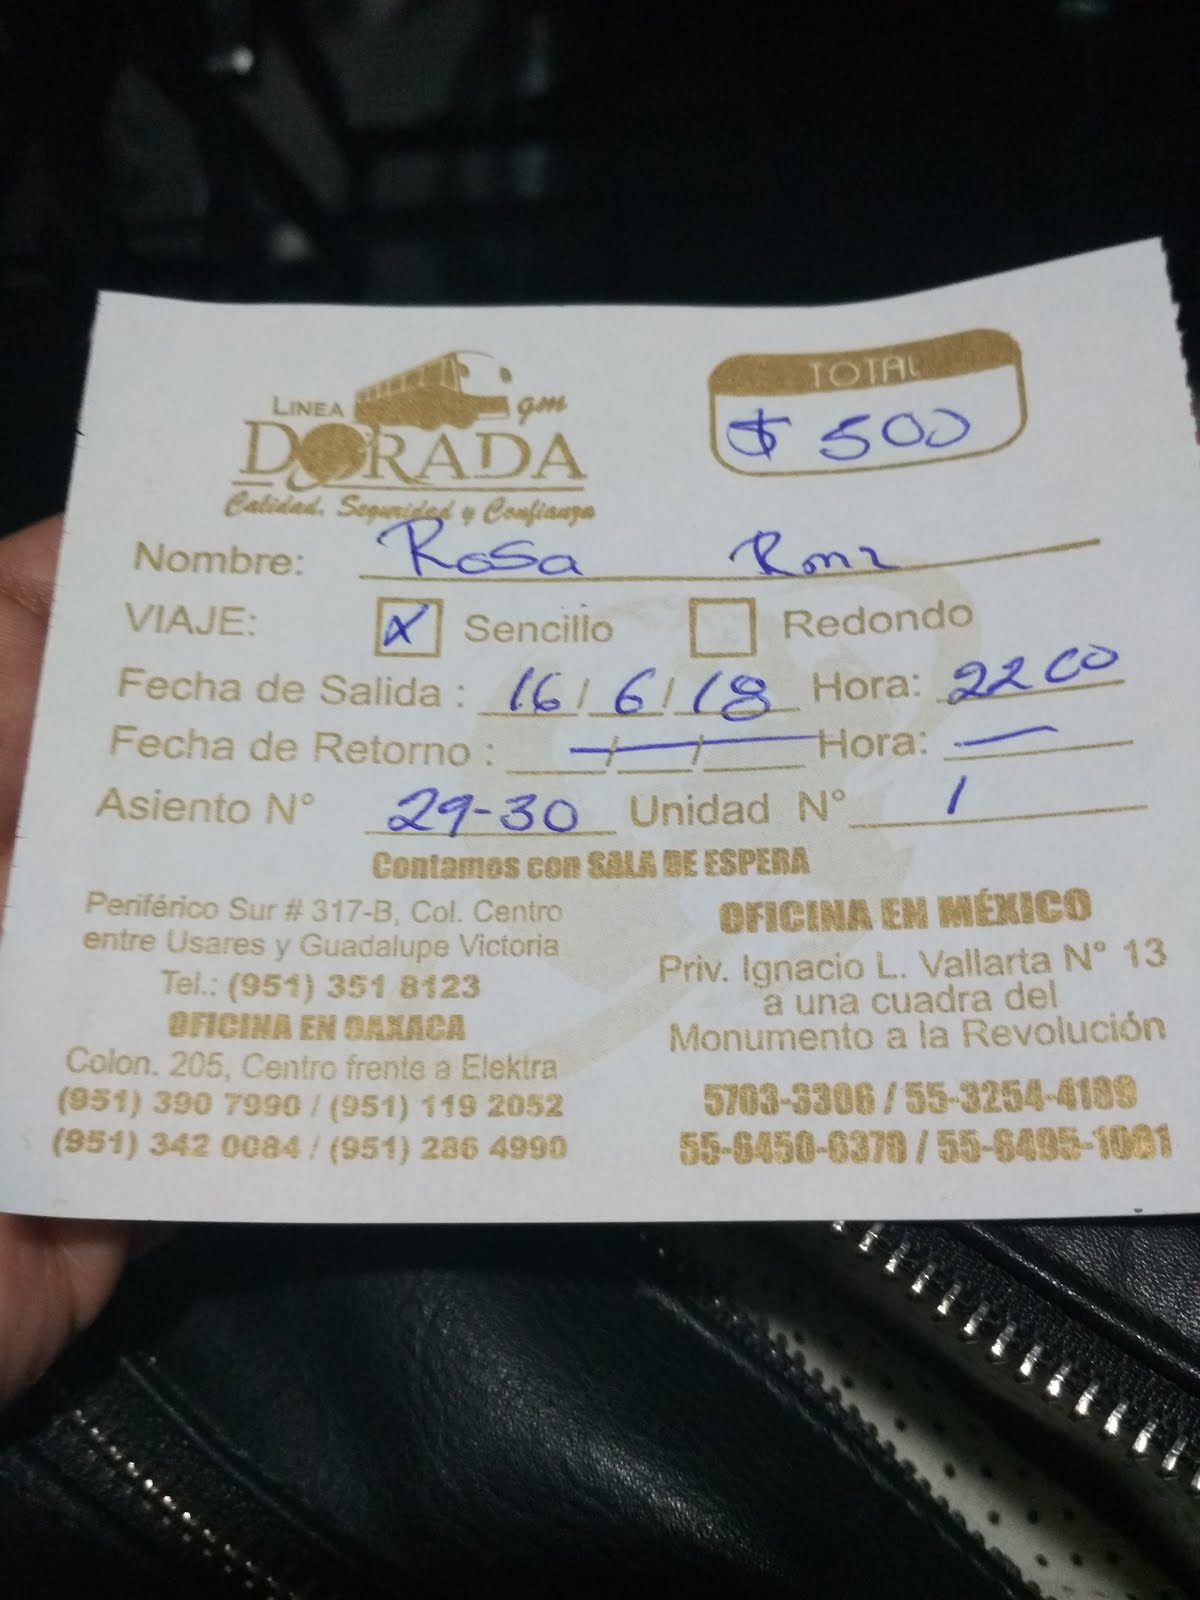 LINEA gm
DORADA
Calidad, Seguridad y Confianza
TOTAL
$ 500
Nombre: Rosa
VIAJE: X Sencillo Redondo
Fecha de Salida : 16/6/18 Hora: 22 00
Fecha de Retorno : —/—/— Hora: —
Asiento N° 29-30 Unidad N° 1
Contamos con SALA DE ESPERA
Periférico Sur # 317-B, Col. Centro
entre Usares y Guadalupe Victoria
Tel.: (951) 351 8123
OFICINA EN OAXACA
Colon. 205, Centro frente a Elektra
(951) 390 7990 / (951) 119 2052
(951) 342 0084 / (951) 286 4990
OFICINA EN MÉXICO
Priv. Ignacio L. Vallarta N° 13
a una cuadra del
Monumento a la Revolución
5703-3306 / 55-3254-4189
55-6450-6370 / 55-6495-1001